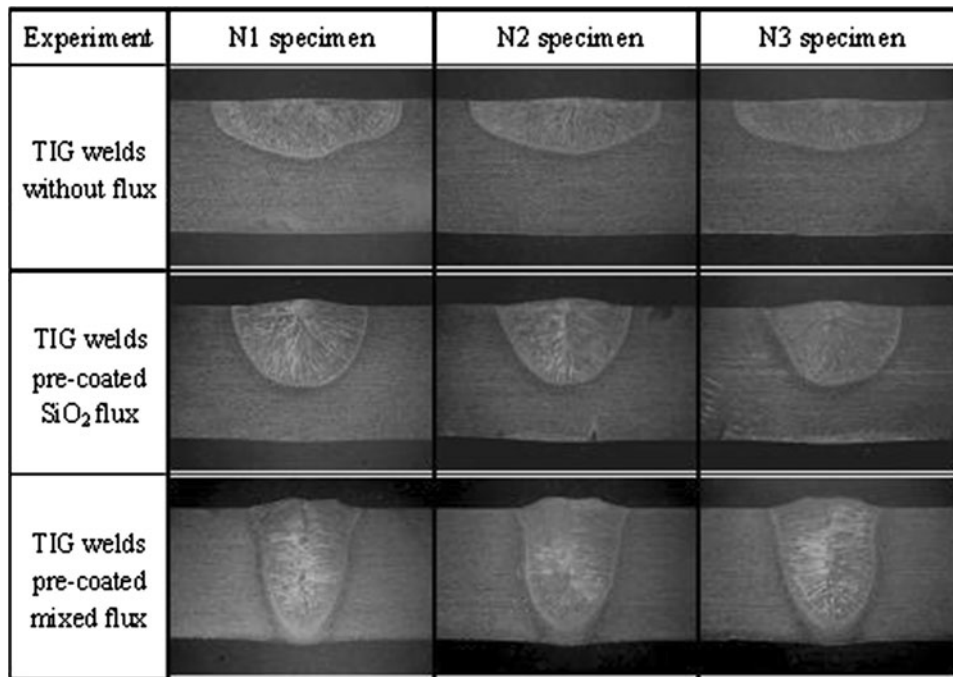 Experiment N1 specimen N2 specimen N3 specimen
TIG welds
without flux
TIG welds
pre-coated
SiO₂ flux
TIG welds
pre-coated
mixed flux